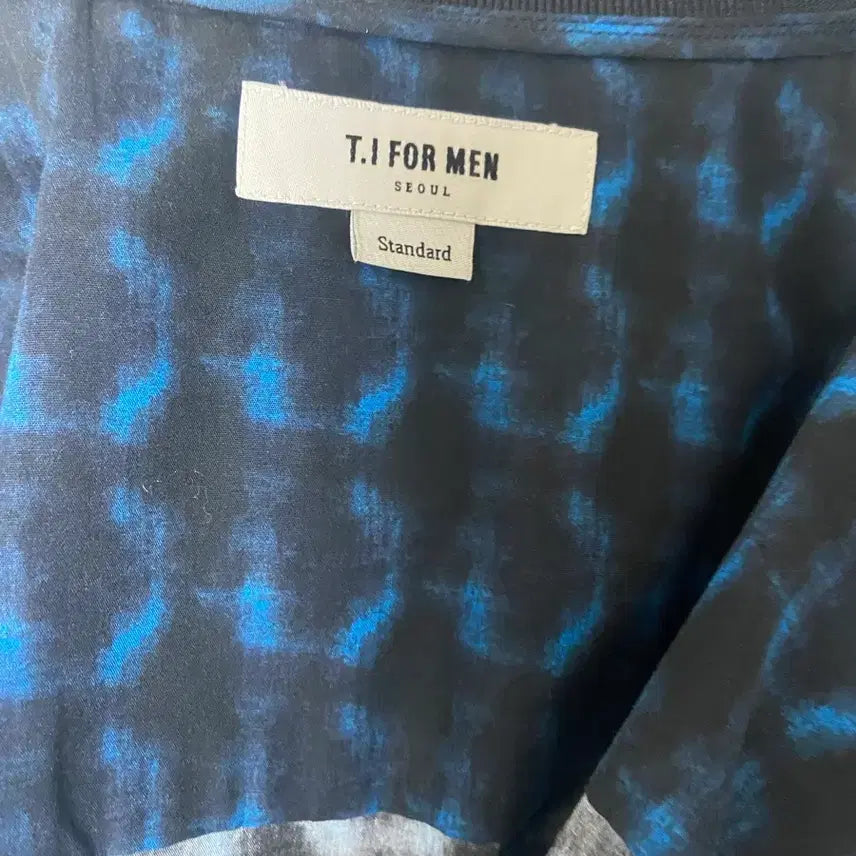 T.I FOR MEN
SEOUL
Standard